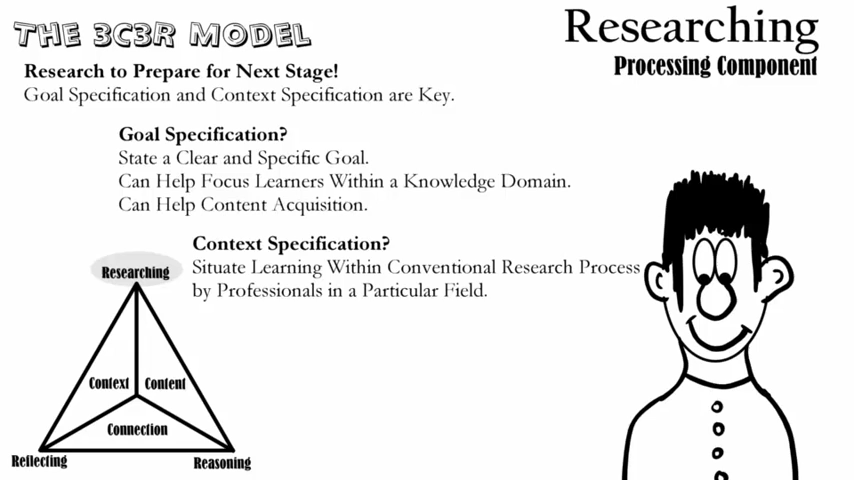 THE 3C3R MODEL
Researching
Processing Component
Research to Prepare for Next Stage!
Goal Specification and Context Specification are Key.
Goal Specification?
State a Clear and Specific Goal.
Can Help Focus Learners Within a Knowledge Domain.
Can Help Content Acquisition.
Context Specification?
Situate Learning Within Conventional Research Process
by Professionals in a Particular Field.
Researching
Context
Content
Connection
Reflecting
Reasoning